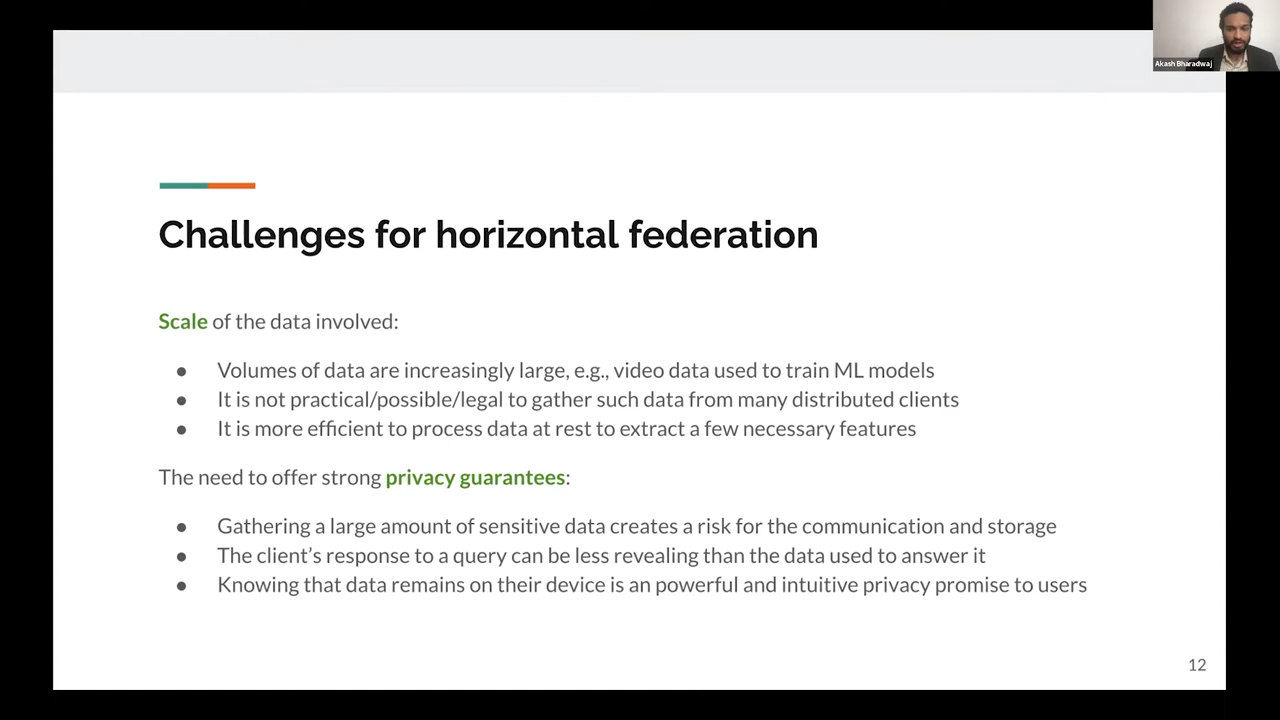 Akash Bharadwaj
Challenges for horizontal federation
Scale of the data involved:
● Volumes of data are increasingly large, e.g., video data used to train ML models
● It is not practical/possible/legal to gather such data from many distributed clients
● It is more efficient to process data at rest to extract a few necessary features
The need to offer strong privacy guarantees:
● Gathering a large amount of sensitive data creates a risk for the communication and storage
● The client's response to a query can be less revealing than the data used to answer it
● Knowing that data remains on their device is an powerful and intuitive privacy promise to users
12